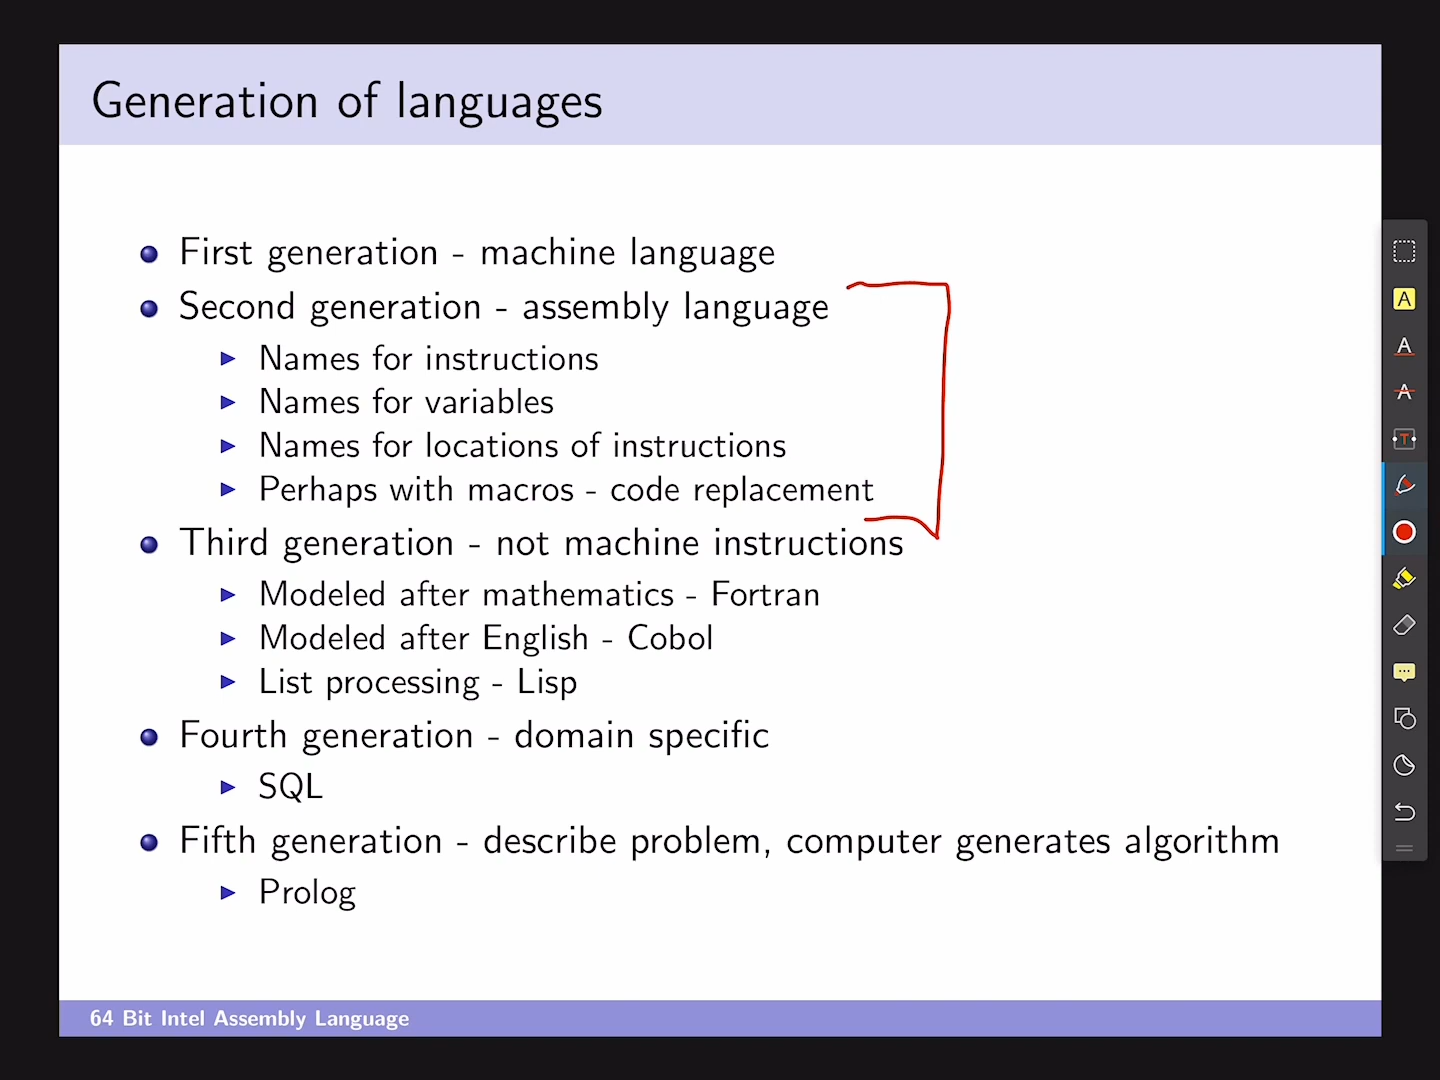 Generation of languages
First generation - machine language
Second generation - assembly language
Names for instructions
Names for variables
Names for locations of instructions
Perhaps with macros - code replacement
Third generation - not machine instructions
Modeled after mathematics - Fortran
Modeled after English - Cobol
List processing - Lisp
Fourth generation - domain specific
SQL
Fifth generation - describe problem, computer generates algorithm
Prolog
64 Bit Intel Assembly Language
A
A
A
T